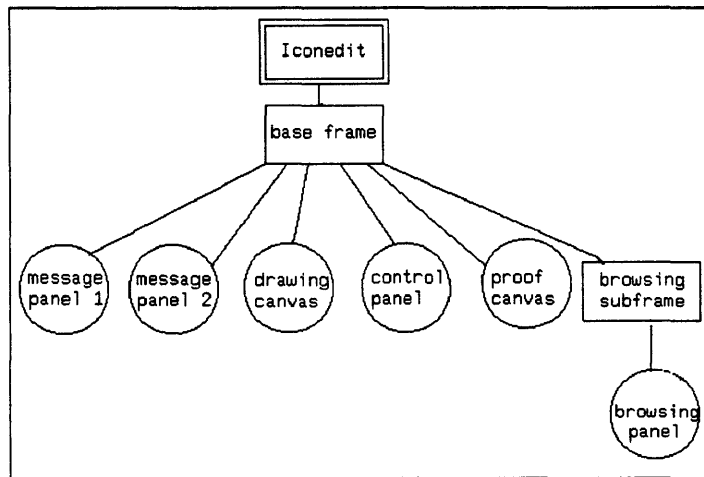 Iconedit
base frame
message
panel 1
message
panel 2
drawing
canvas
control
panel
proof
canvas
browsing
subframe
browsing
panel